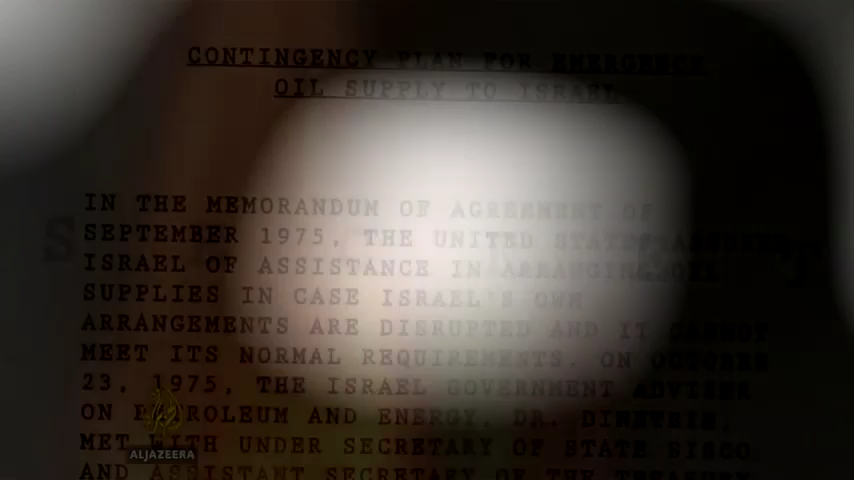 CONTINGENCY PLAN FOR EMERGENCY
OIL SUPPLY TO ISRAEL
IN THE MEMORANDUM OF AGREEMENT OF
SEPTEMBER 1975, THE UNITED STATES ASSURED
ISRAEL OF ASSISTANCE IN ARRANGING OIL
SUPPLIES IN CASE ISRAEL'S OWN
ARRANGEMENTS ARE DISRUPTED AND IT CANNOT
MEET ITS NORMAL REQUIREMENTS. ON OCTOBER
23, 1975, THE ISRAEL GOVERNMENT ADVISER
ON PETROLEUM AND ENERGY, DR.
MET WITH UNDER SECRETARY OF STATE SISCO
AND ASSISTANT SECRETARY OF THE TREASURY
ALJAZEERA